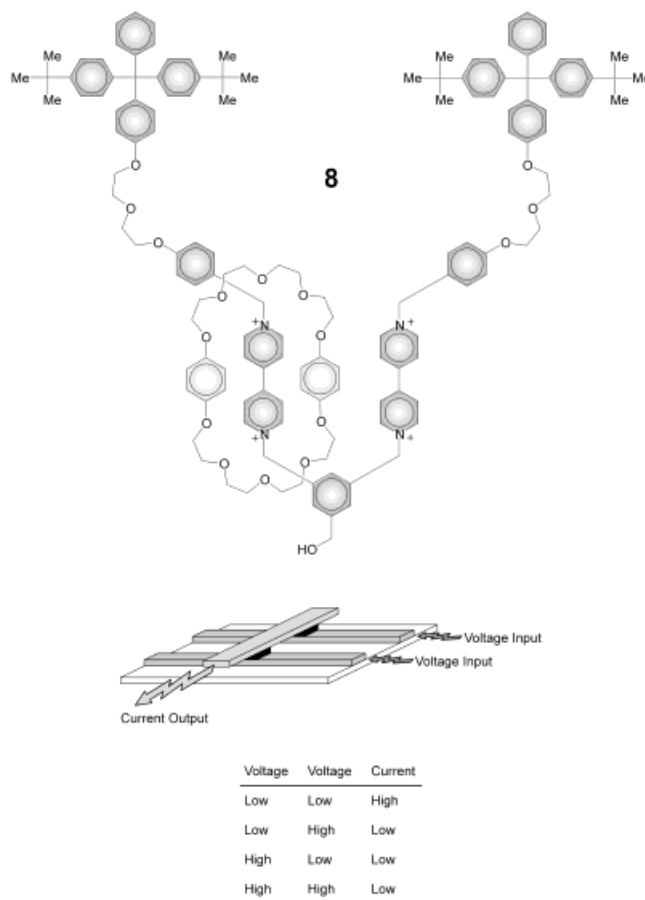 Me Me
Me Me
Me Me
Me Me
Me Me
Me Me
O O
8
O O
O O
O
O O
N+ N+
O O
O O
N+ N+
O O
O O
HO
Voltage Input
Voltage Input
Current Output
Voltage Voltage Current
Low Low High
Low High Low
High Low Low
High High Low